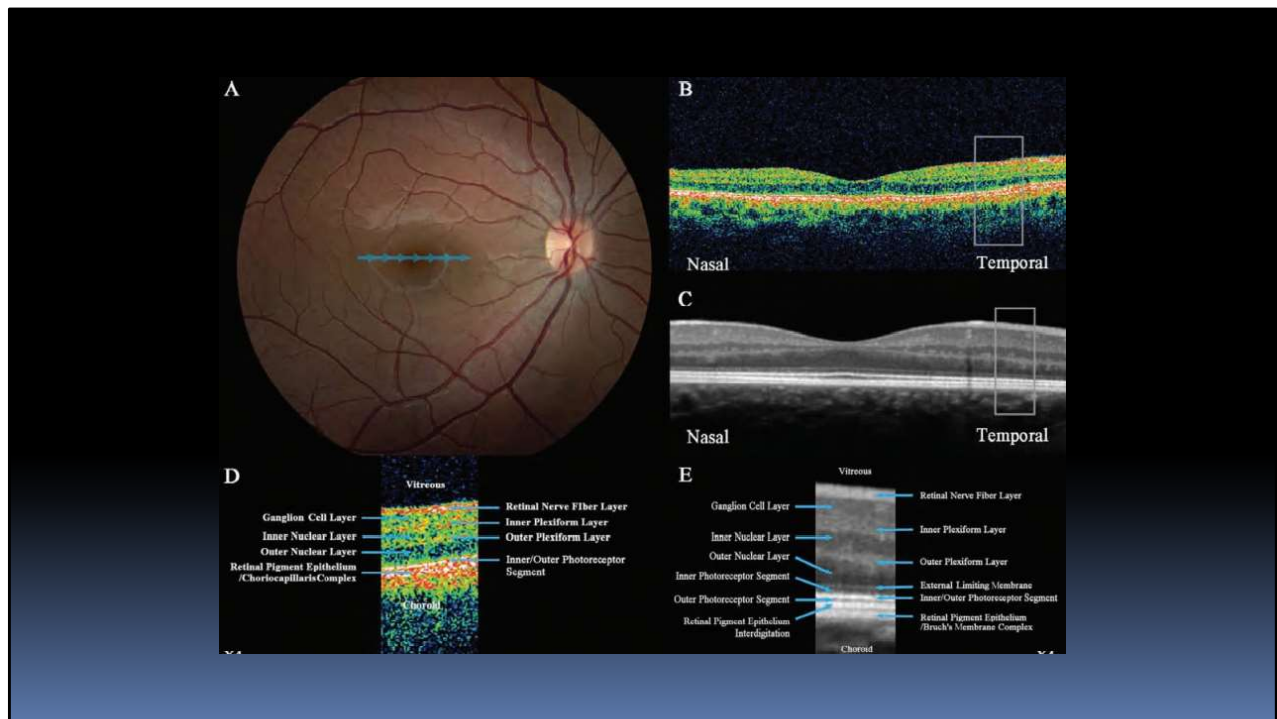 A
B
Nasal
Temporal
C
Nasal
Temporal
D
Vitreous
Retinal Nerve FIber Layer
Ganglion Cell Layer
Inner Plexiform Layer
Inner Nuclear Layer
Outer Plexiform Layer
Outer Nuclear Layer
Inner/Outer Photoreceptor
Segment
Retinal Pigment Epithelium
/ChoriocapillarisComplex
Choroid
E
Vitreous
Retinal Nerve Fiber Layer
Ganglion Cell Layer
Inner Plexiform Layer
Inner Nuclear Layer
Outer Nuclear Layer
Outer Plexiform Layer
Inner Photoreceptor Segment
External Limiting Membrane
Outer Photoreceptor Segment
Inner/Outer Photoreceptor Segment
Retinal Pigment Epithelium
Interdigitation
Retinal Pigment Epithelium
/Bruch's Membrane Complex
Choroid